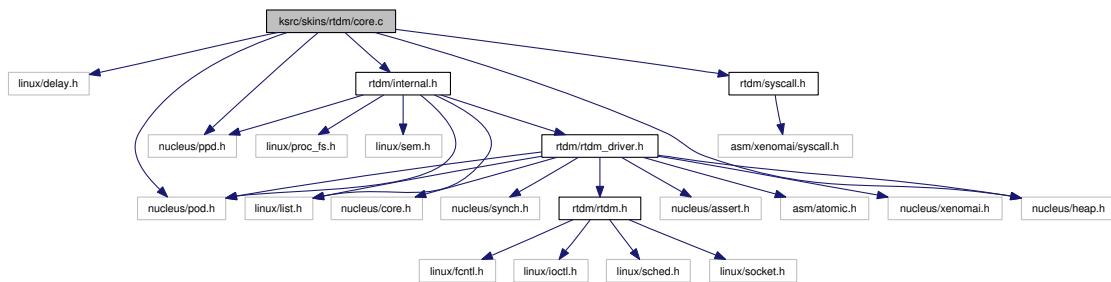 ksrc/skins/rtdm/core.c
linux/delay.h
rtdm/internal.h
rtdm/syscall.h
nucleus/ppd.h
linux/proc_fs.h
linux/sem.h
rtdm/rtdm_driver.h
asm/xenomai/syscall.h
nucleus/pod.h
linux/list.h
nucleus/core.h
nucleus/synch.h
rtdm/rtdm.h
nucleus/assert.h
asm/atomic.h
nucleus/xenomai.h
nucleus/heap.h
linux/fcntl.h
linux/ioctl.h
linux/sched.h
linux/socket.h